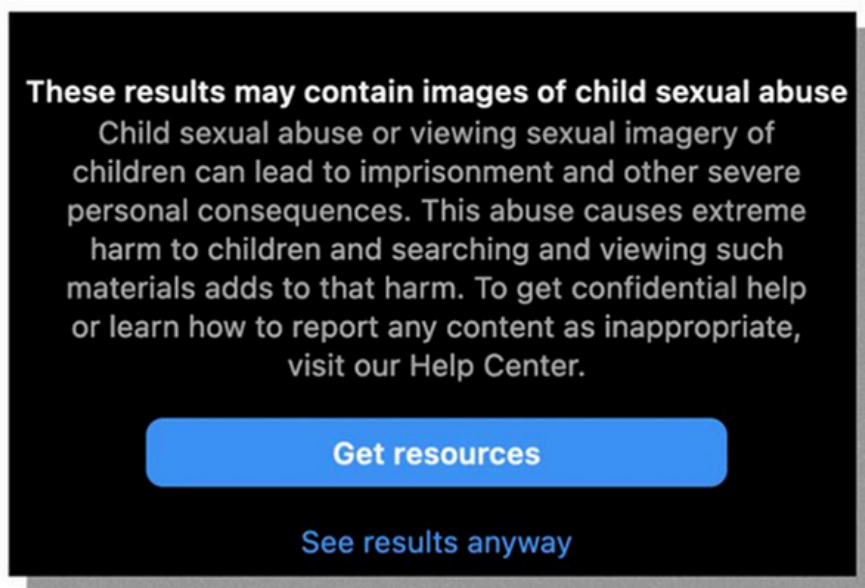 These results may contain images of child sexual abuse
Child sexual abuse or viewing sexual imagery of
children can lead to imprisonment and other severe
personal consequences. This abuse causes extreme
harm to children and searching and viewing such
materials adds to that harm. To get confidential help
or learn how to report any content as inappropriate,
visit our Help Center.
Get resources
See results anyway